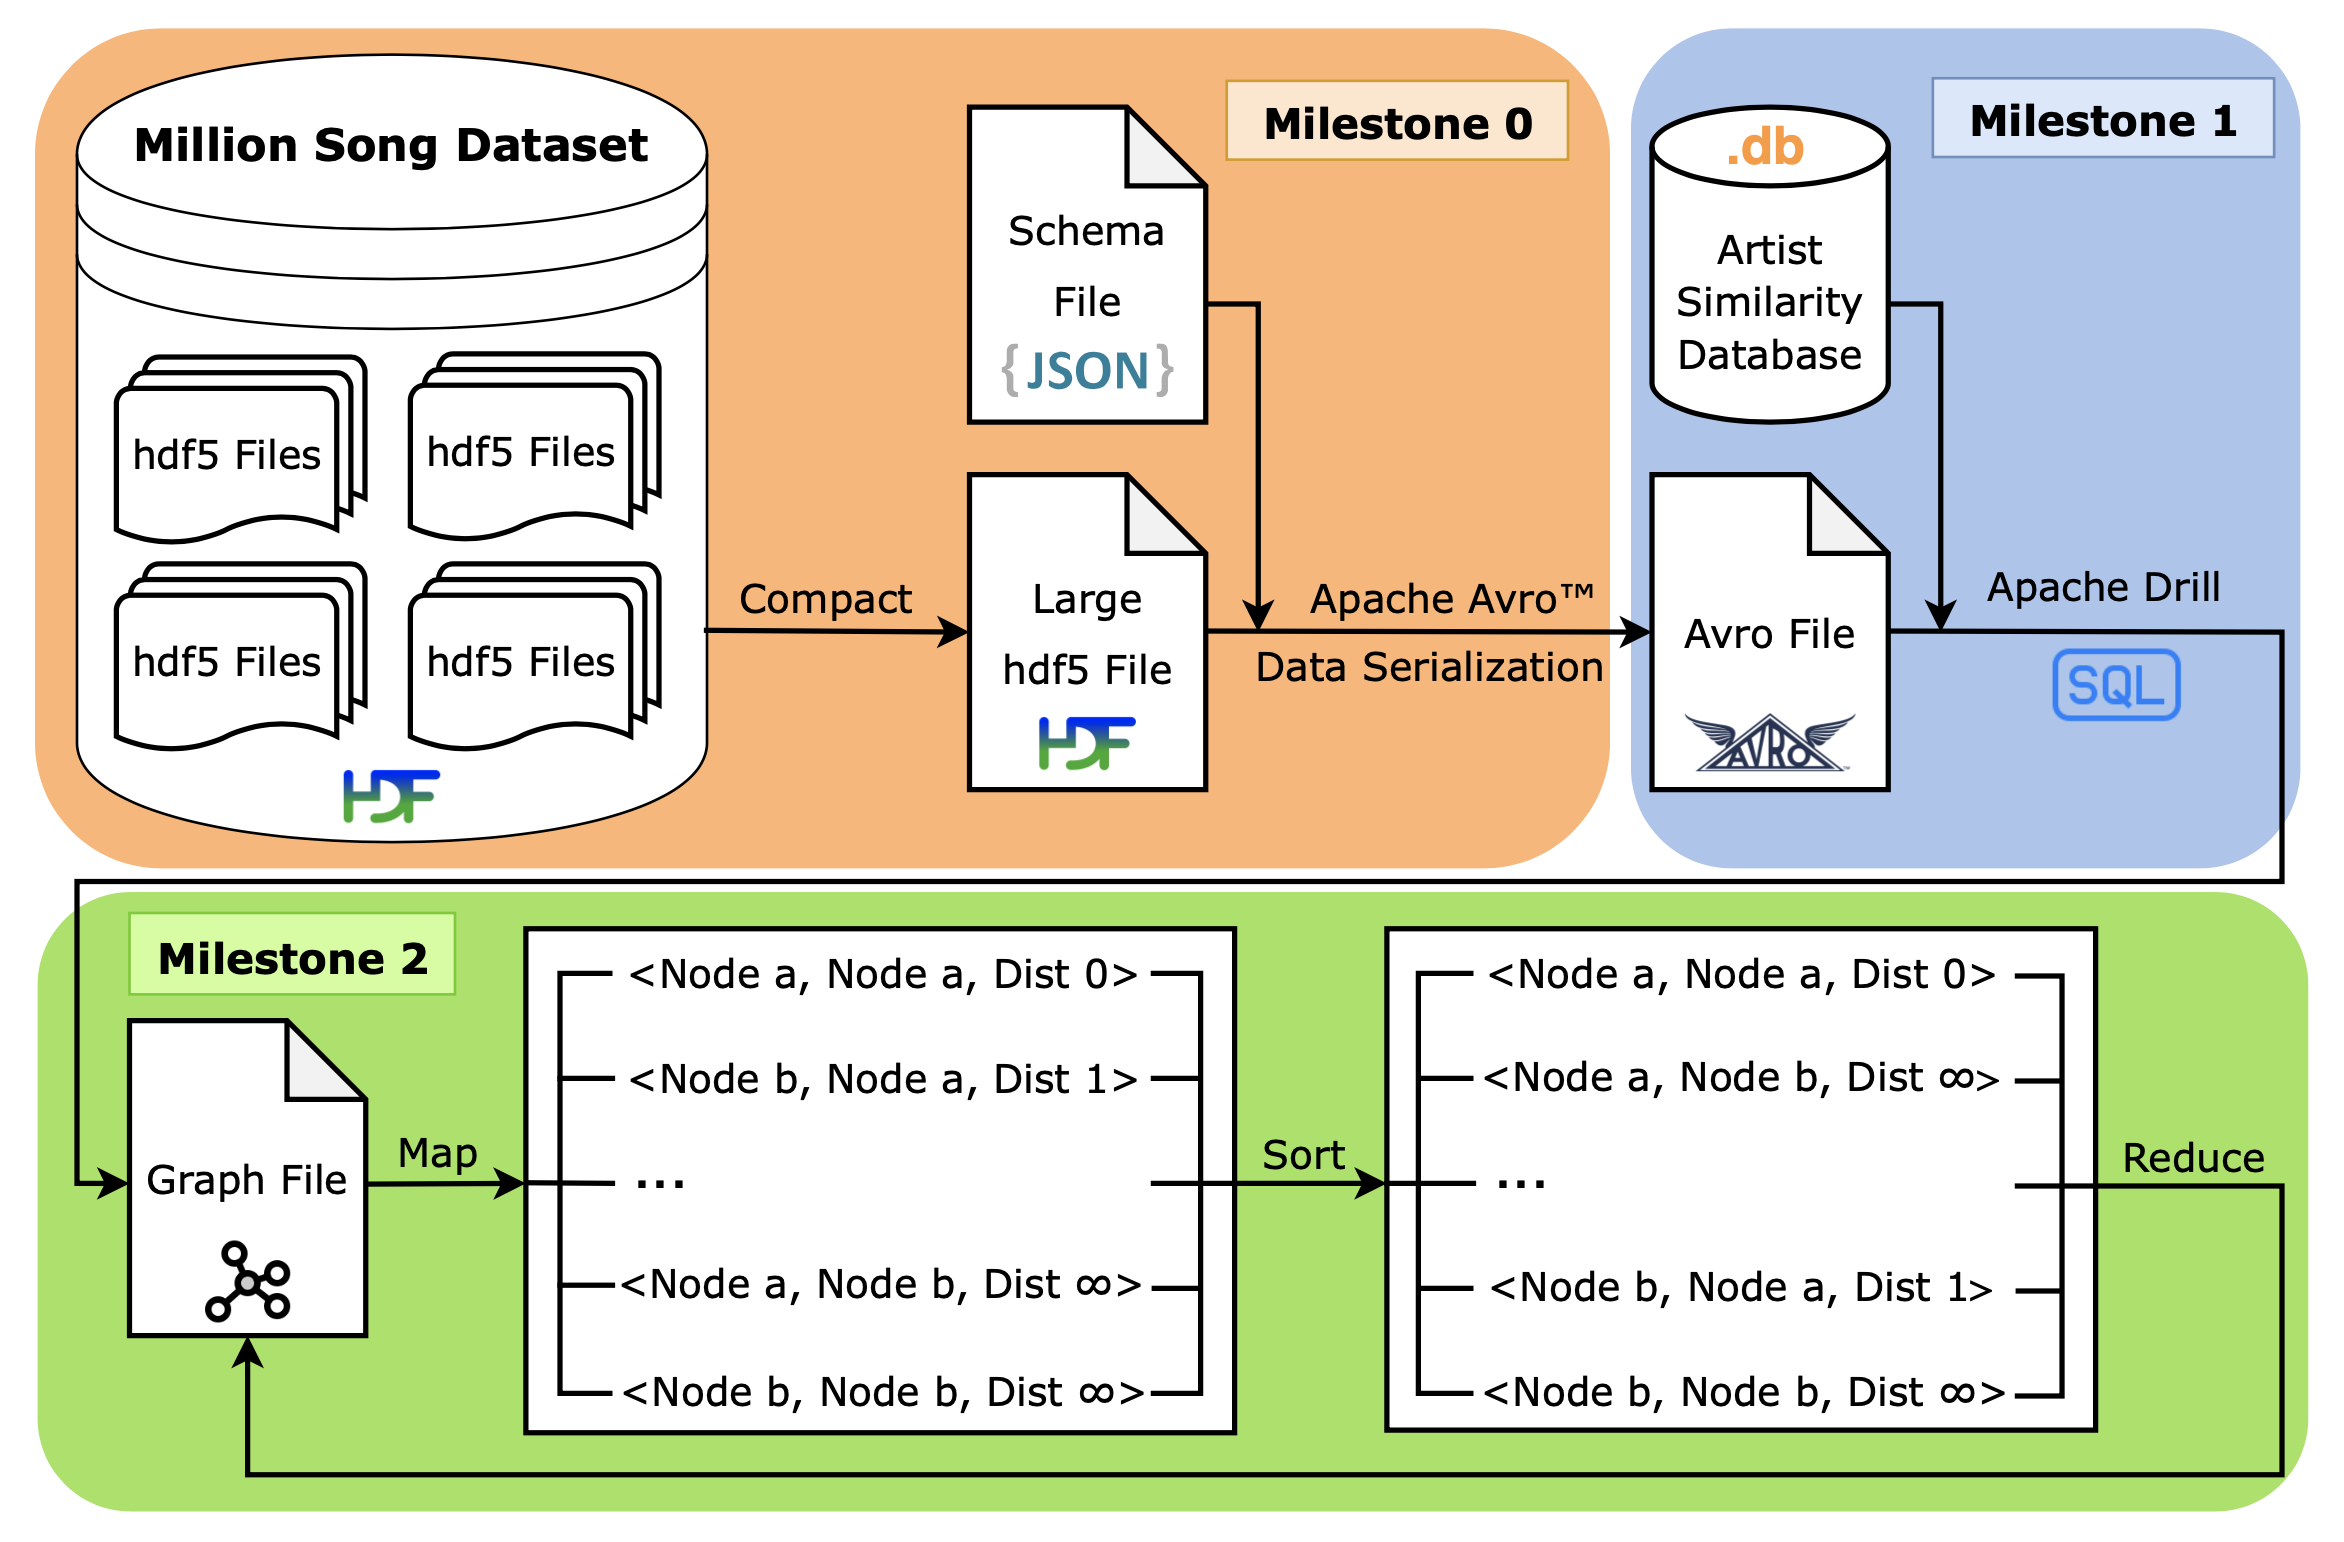 Million Song Dataset
hdf5 Files
hdf5 Files
hdf5 Files
hdf5 Files
HDF
Compact
Milestone 0
Schema
File
{JSON}
Large
hdf5 File
HDF
Apache Avro™
Data Serialization
Milestone 1
.db
Artist
Similarity
Database
Avro File
AVRO
Apache Drill
SQL
Milestone 2
Graph File
Map
<Node a, Node a, Dist 0>
<Node b, Node a, Dist 1>
...
<Node a, Node b, Dist ∞>
<Node b, Node b, Dist ∞>
Sort
<Node a, Node a, Dist 0>
<Node a, Node b, Dist ∞>
...
<Node b, Node a, Dist 1>
<Node b, Node b, Dist ∞>
Reduce